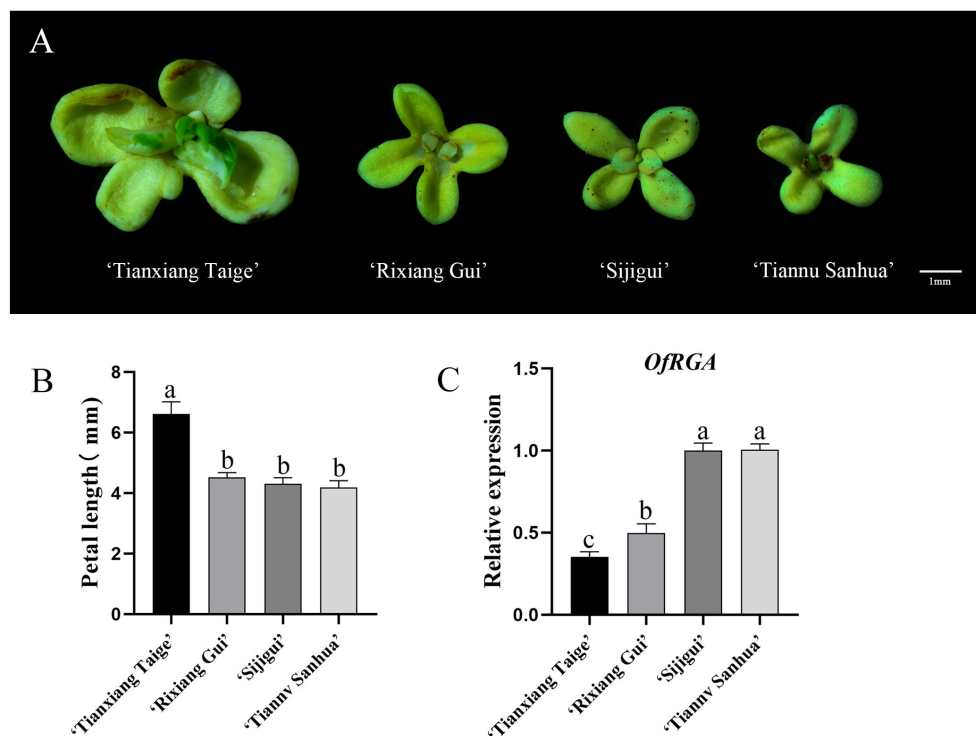 A
‘Tianxiang Taige’
‘Rixiang Gui’
‘Sijigui’
‘Tiannu Sanhua’
1mm
B
Petal length( mm)
8
6
4
2
0
a
b
b
b
‘Tianxiang Taige’
‘Rixiang Gui’
‘Sijigui’
‘Tiannv Sanhua’
C
OfRGA
Relative expression
1.5
1.0
0.5
0.0
c
b
a
a
‘Tianxiang Taige’
‘Rixiang Gui’
‘Sijigui’
‘Tiannv Sanhua’